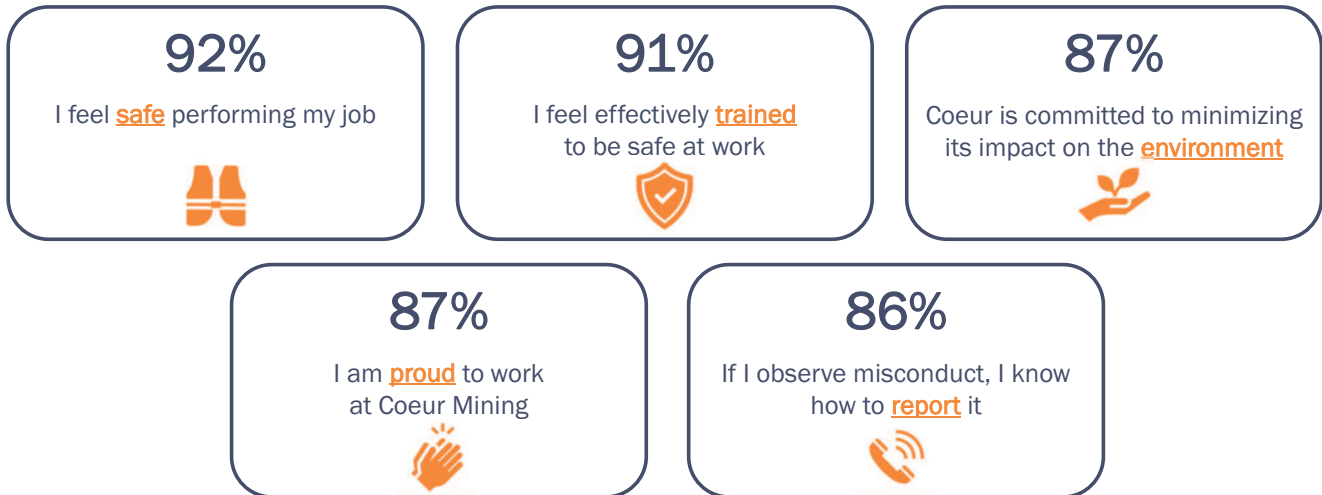 92%
I feel safe performing my job
91%
I feel effectively trained
to be safe at work
87%
Coeur is committed to minimizing
its impact on the environment
87%
I am proud to work
at Coeur Mining
86%
If I observe misconduct, I know
how to report it